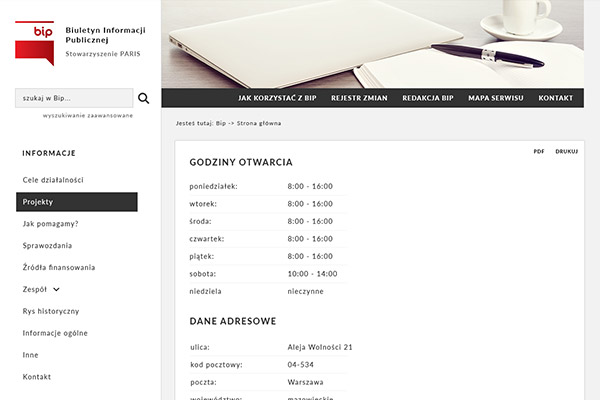 bip
Biuletyn Informacji
Publicznej
Stowarzyszenie PARIS
szukaj w Bip...
wyszukiwanie zaawansowane
INFORMACJE
Cele działalności
Projekty
Jak pomagamy?
Sprawozdania
Źródła finansowania
Zespół
Rys historyczny
Informacje ogólne
Inne
Kontakt
JAK KORZYSTAĆ Z BIP REJESTR ZMIAN REDAKCJA BIP MAPA SERWISU KONTAKT
Jesteś tutaj: Bip -> Strona główna
PDF DRUKUJ
GODZINY OTWARCIA
poniedziałek: 8:00 - 16:00
wtorek: 8:00 - 16:00
środa: 8:00 - 16:00
czwartek: 8:00 - 16:00
piątek: 8:00 - 16:00
sobota: 10:00 - 14:00
niedziela nieczynne
DANE ADRESOWE
ulica: Aleja Wolności 21
kod pocztowy: 04-534
poczta: Warszawa
województwo: mazowieckie